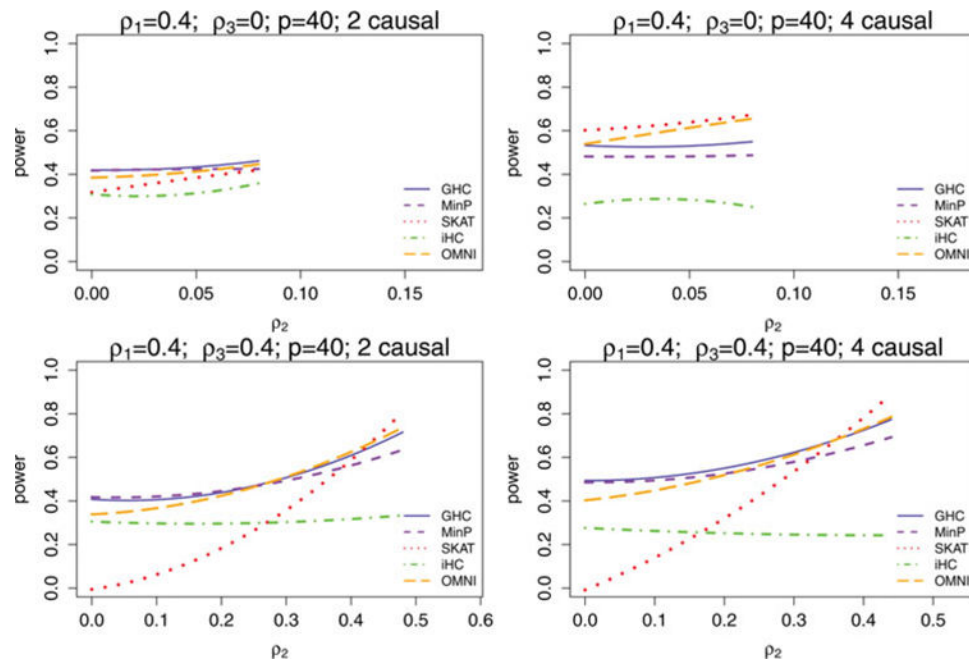 ρ1=0.4; ρ3=0; p=40; 2 causal
power
0.0 0.2 0.4 0.6 0.8 1.0
GHC
MinP
SKAT
iHC
OMNI
0.00 0.05 0.10 0.15
ρ2
ρ1=0.4; ρ3=0; p=40; 4 causal
power
0.0 0.2 0.4 0.6 0.8 1.0
GHC
MinP
SKAT
iHC
OMNI
0.00 0.05 0.10 0.15
ρ2
ρ1=0.4; ρ3=0.4; p=40; 2 causal
power
0.0 0.2 0.4 0.6 0.8 1.0
GHC
MinP
SKAT
iHC
OMNI
0.0 0.1 0.2 0.3 0.4 0.5 0.6
ρ2
ρ1=0.4; ρ3=0.4; p=40; 4 causal
power
0.0 0.2 0.4 0.6 0.8 1.0
GHC
MinP
SKAT
iHC
OMNI
0.0 0.1 0.2 0.3 0.4 0.5
ρ2